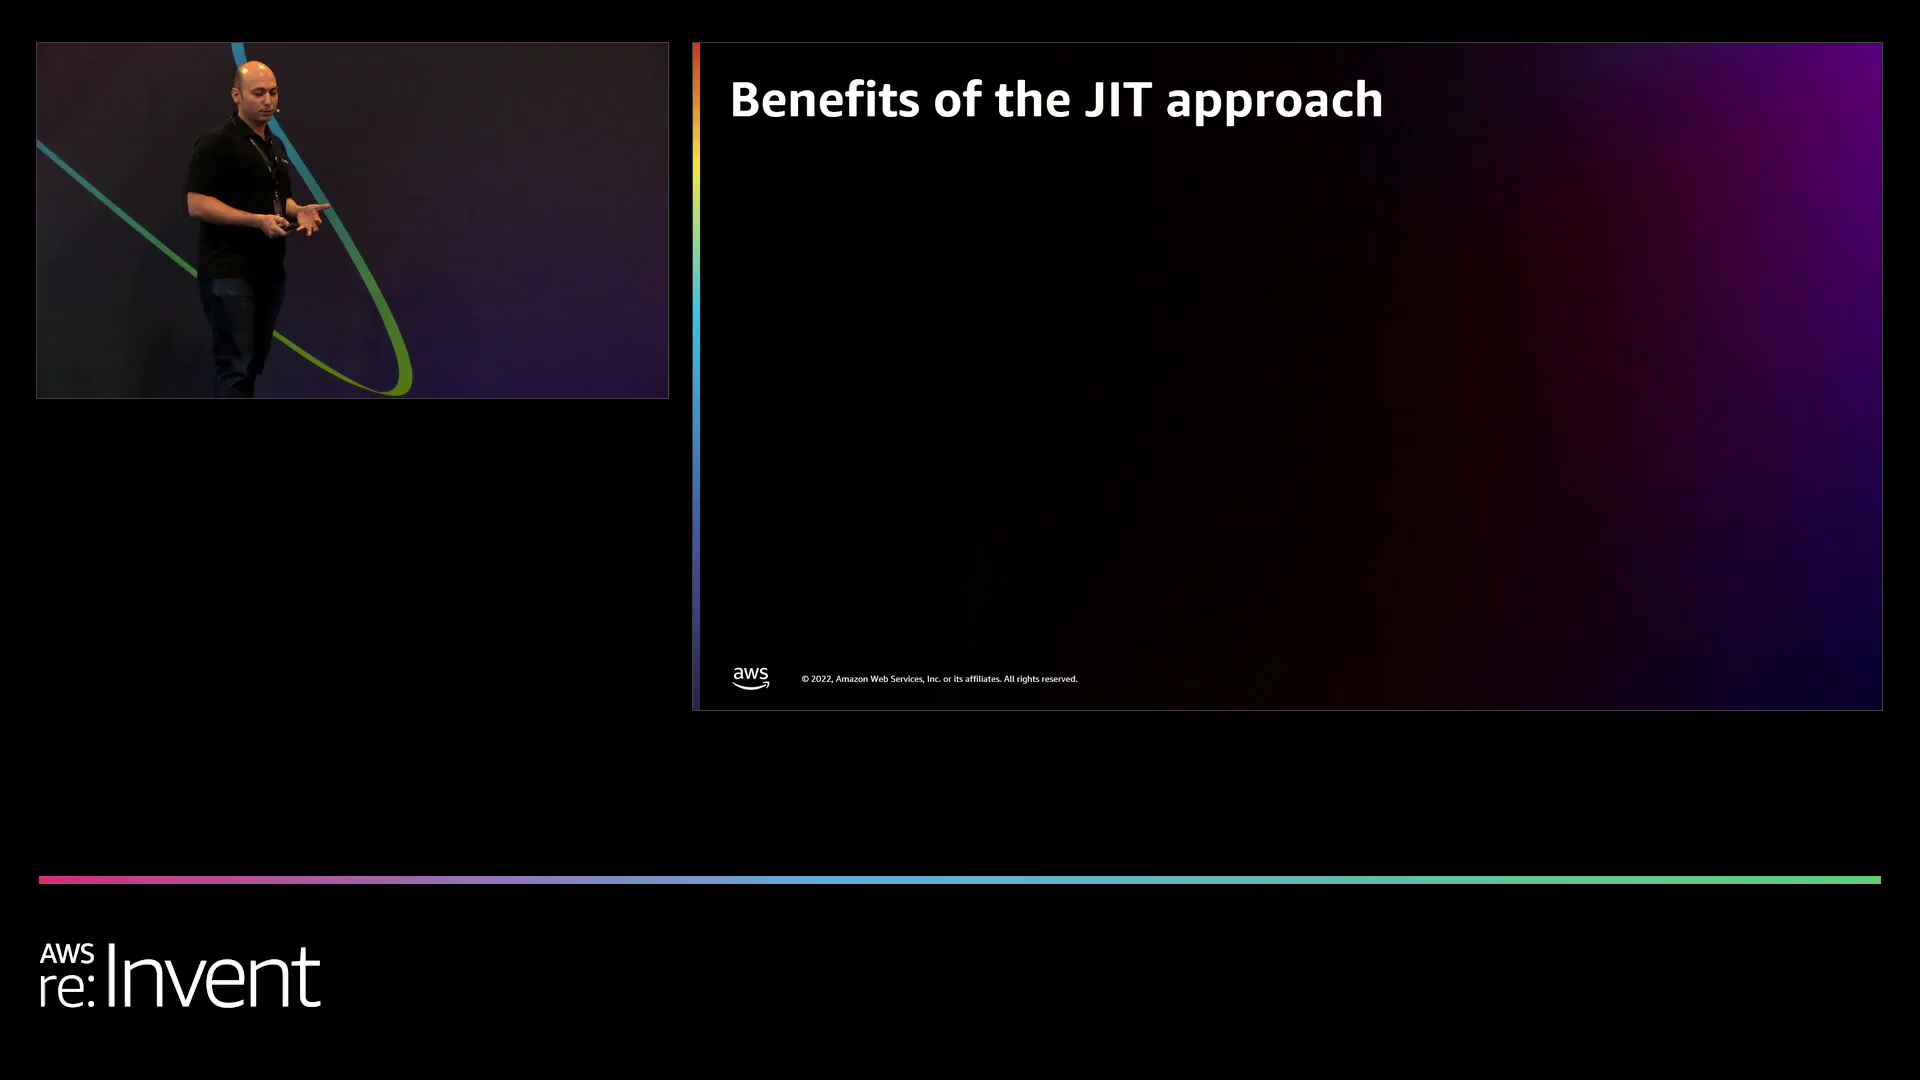 Benefits of the JIT approach
aws
© 2022, Amazon Web Services, Inc. or its affiliates. All rights reserved.
AWS
re:Invent